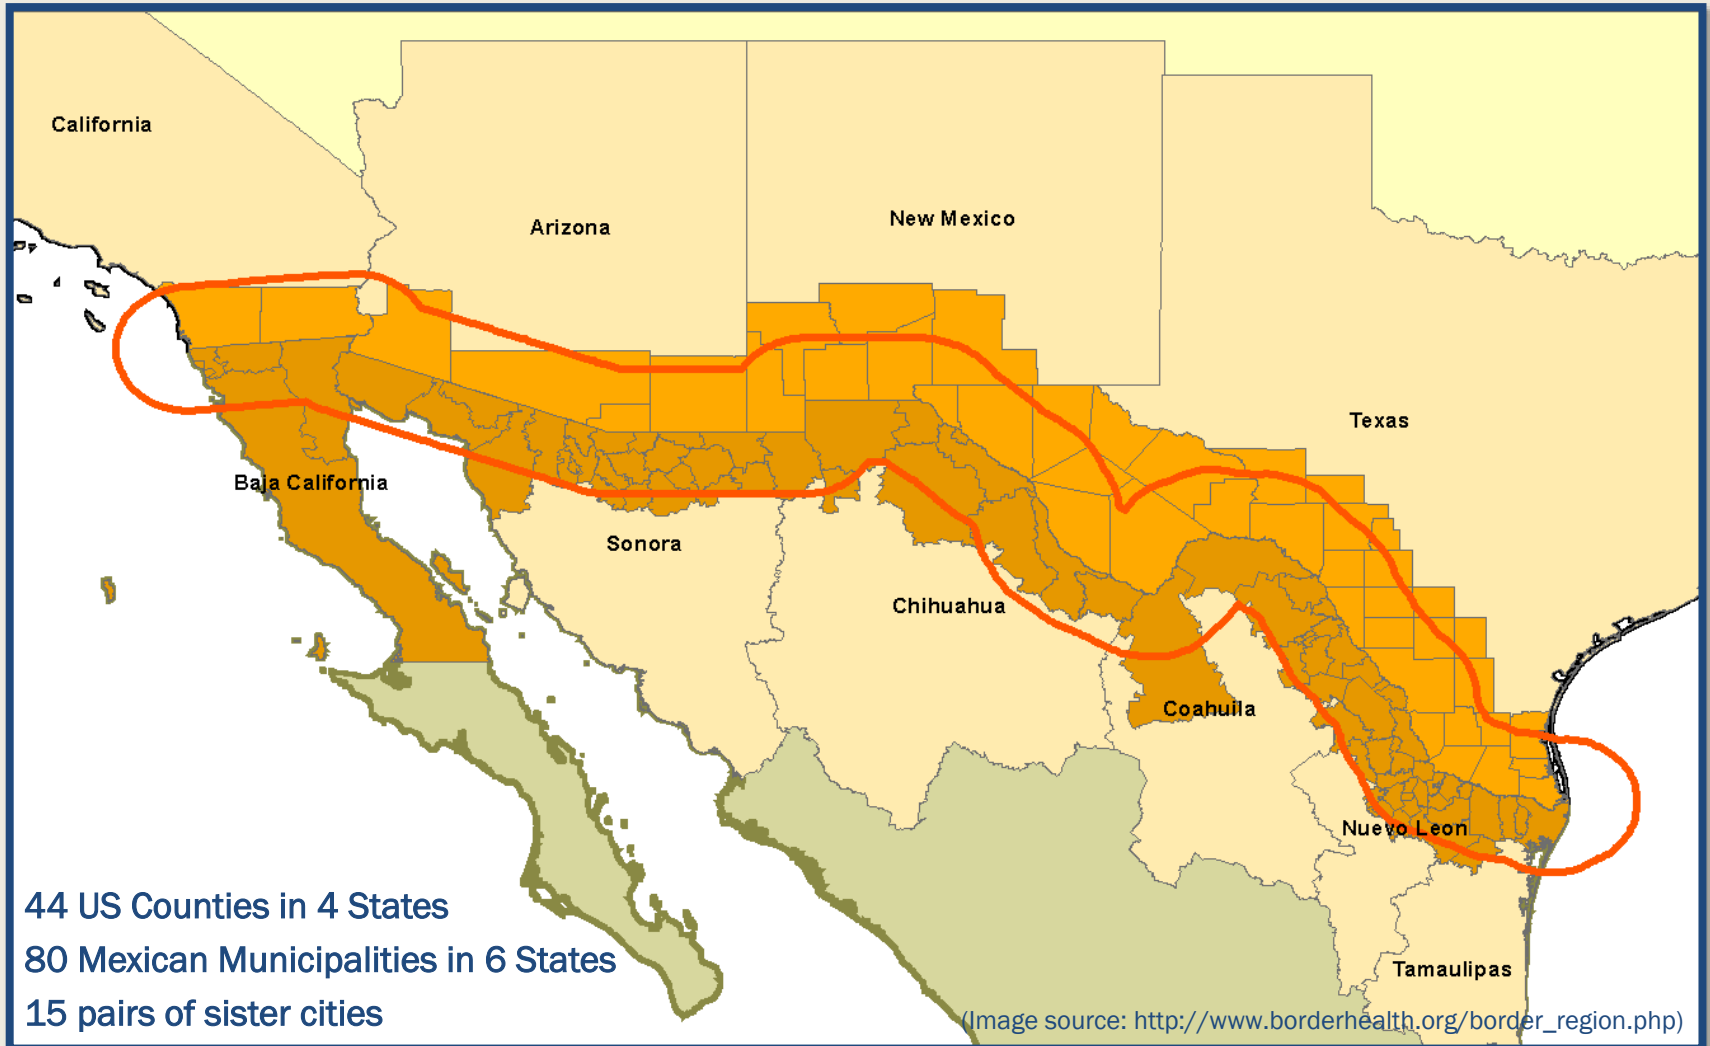 California
Arizona
New Mexico
Texas
Baja California
Sonora
Chihuahua
Coahuila
Nuevo Leon
Tamaulipas
44 US Counties in 4 States
80 Mexican Municipalities in 6 States
15 pairs of sister cities
(Image source: http://www.borderhealth.org/border_region.php)